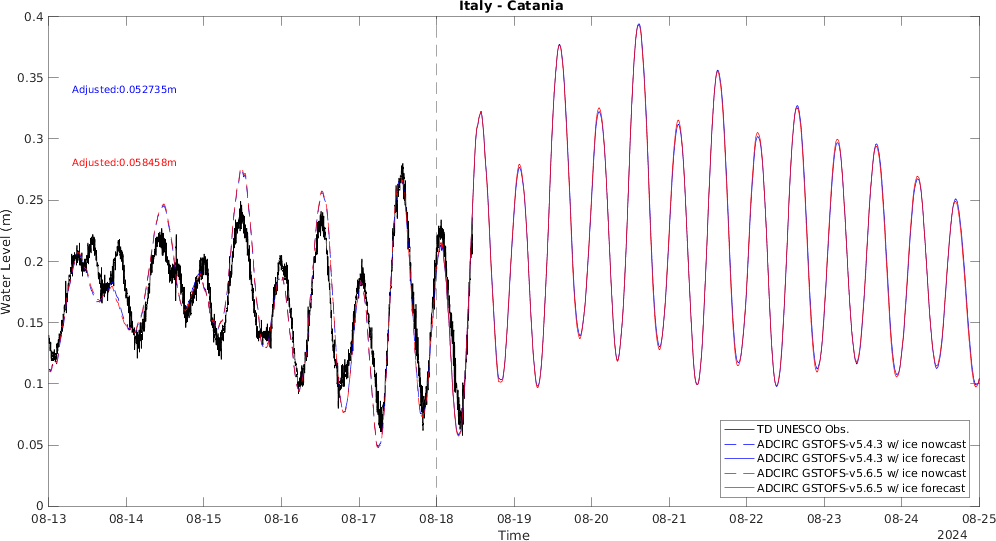 Italy - Catania
0.4
0.35
0.3
0.25
0.2
0.15
0.1
0.05
0
Water Level (m)
Adjusted:0.052735m
Adjusted:0.058458m
TD UNESCO Obs.
ADCIRC GSTOFS-v5.4.3 w/ ice nowcast
ADCIRC GSTOFS-v5.4.3 w/ ice forecast
ADCIRC GSTOFS-v5.6.5 w/ ice nowcast
ADCIRC GSTOFS-v5.6.5 w/ ice forecast
08-13 08-14 08-15 08-16 08-17 08-18 08-19 08-20 08-21 08-22 08-23 08-24 08-25
Time
2024